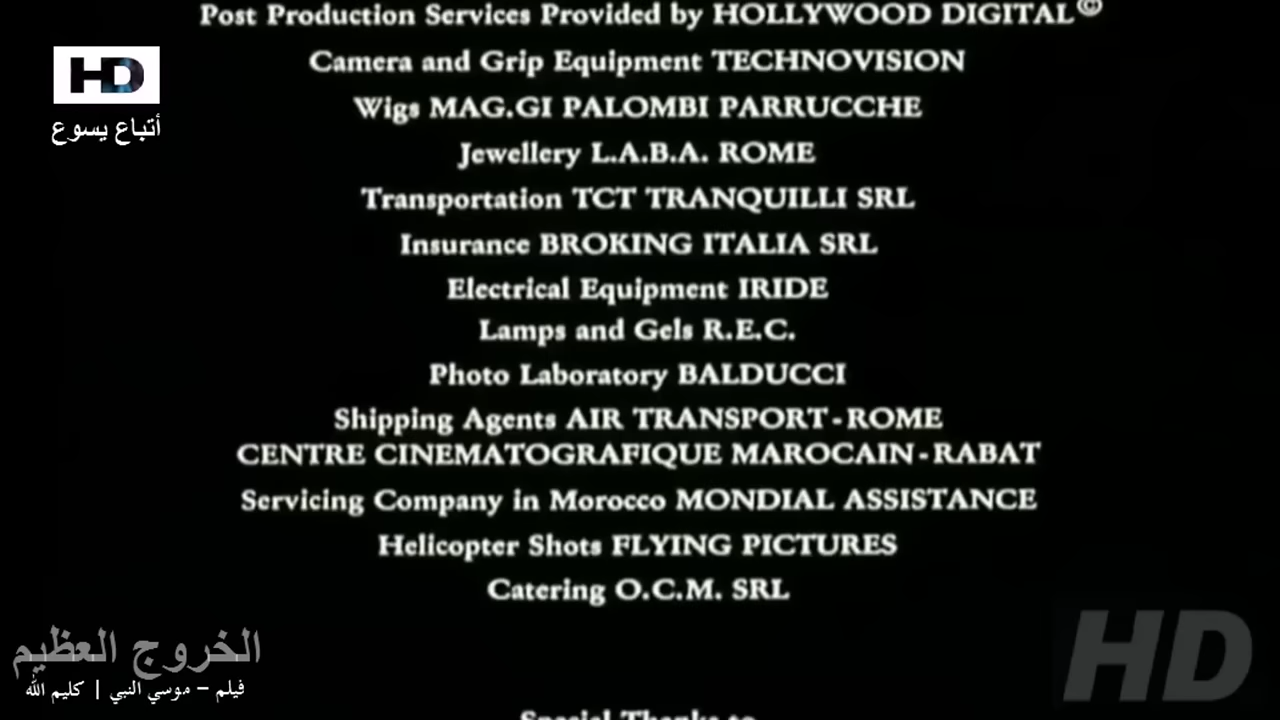 Post Production Services Provided by HOLLYWOOD DIGITAL©
HD
Camera and Grip Equipment TECHNOVISION
Wigs MAG.GI PALOMBI PARRUCCHE
أتباع يسوع
Jewellery L.A.B.A. ROME
Transportation TCT TRANQUILLI SRL
Insurance BROKING ITALIA SRL
Electrical Equipment IRIDE
Lamps and Gels R.E.C.
Photo Laboratory BALDUCCI
Shipping Agents AIR TRANSPORT-ROME
CENTRE CINEMATOGRAFIQUE MAROCAIN-RABAT
Servicing Company in Morocco MONDIAL ASSISTANCE
Helicopter Shots FLYING PICTURES
Catering O.C.M. SRL
الخروج العظيم
HD
فيلم – موسي النبي | كليم الله
Special Thanks to